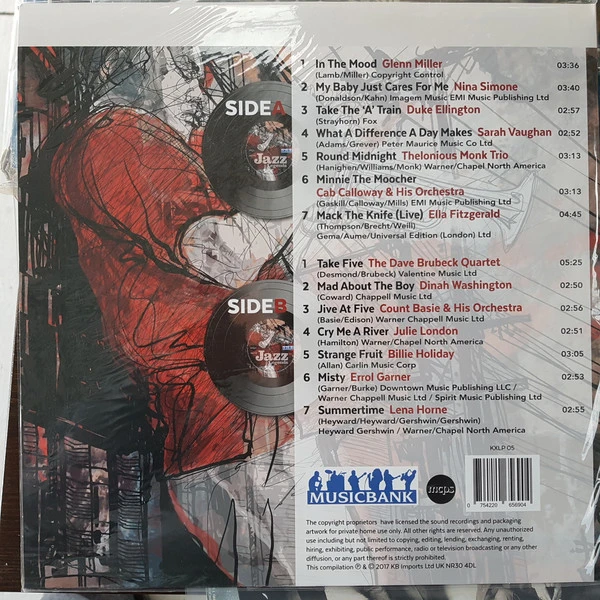 SIDEA
Jazz
1 In The Mood Glenn Miller 03:36
(Lamb/Miller) Copyright Control
2 My Baby Just Cares For Me Nina Simone 03:40
(Donaldson/Kahn) Imagem Music EMI Music Publishing Ltd
3 Take The 'A' Train Duke Ellington 02:57
(Strayhorn) Fox
4 What A Difference A Day Makes Sarah Vaughan 02:52
(Adams/Grever) Peter Maurice Music Co Ltd
5 Round Midnight Thelonious Monk Trio 03:13
(Hanighen/Williams/Monk) Warner/Chapel North America
6 Minnie The Moocher
Cab Calloway & His Orchestra 03:13
(Gaskill/Calloway/Mills) EMI Music Publishing Ltd
7 Mack The Knife (Live) Ella Fitzgerald 04:45
(Thompson/Brecht/Weill)
Gema/Aume/Universal Edition (London) Ltd
SIDEB
Jazz
1 Take Five The Dave Brubeck Quartet 05:25
(Desmond/Brubeck) Valentine Music Ltd
2 Mad About The Boy Dinah Washington 02:50
(Coward) Chappell Music Ltd
3 Jive At Five Count Basie & His Orchestra 02:56
(Basie/Edison) Warner Chappell Music Ltd
4 Cry Me A River Julie London 02:51
(Hamilton) Warner/Chapel North America
5 Strange Fruit Billie Holiday 03:05
(Allan) Carlin Music Corp
6 Misty Errol Garner 02:53
(Garner/Burke) Downtown Music Publishing LLC /
Warner Chappell Music Ltd / Spirit Music Publishing Ltd
7 Summertime Lena Horne 02:55
(Heyward/Heyward/Gershwin/Gershwin)
Heyward Gershwin / Warner/Chapel North America
KXLP 05
MUSICBANK
mcps
0 754220 656904
The copyright proprietors have licensed the sound recordings and packaging
artwork for private home use only. All other rights are reserved. Any unauthorized
use including but not limited to copying, editing, lending, exchanging, renting,
hiring, exhibiting, public performance, radio or television broadcasting or any other
diffusion, or any part thereof is strictly prohibited.
This compilation ℗ & © 2017 KB Imports Ltd UK NR30 4DL